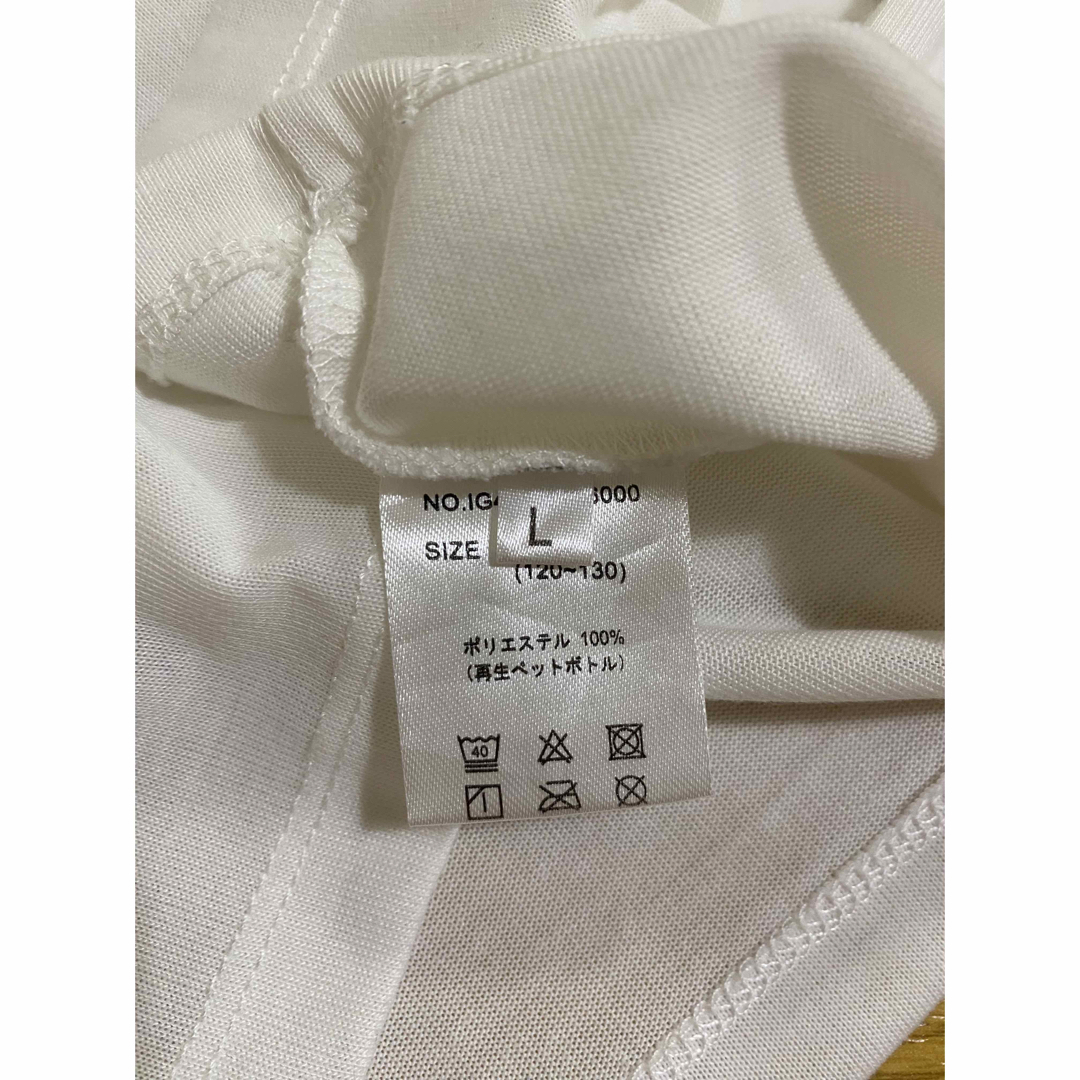 NO.IG 6000
SIZE L
(120~130)
ポリエステル 100%
(再生ペットボトル)
40